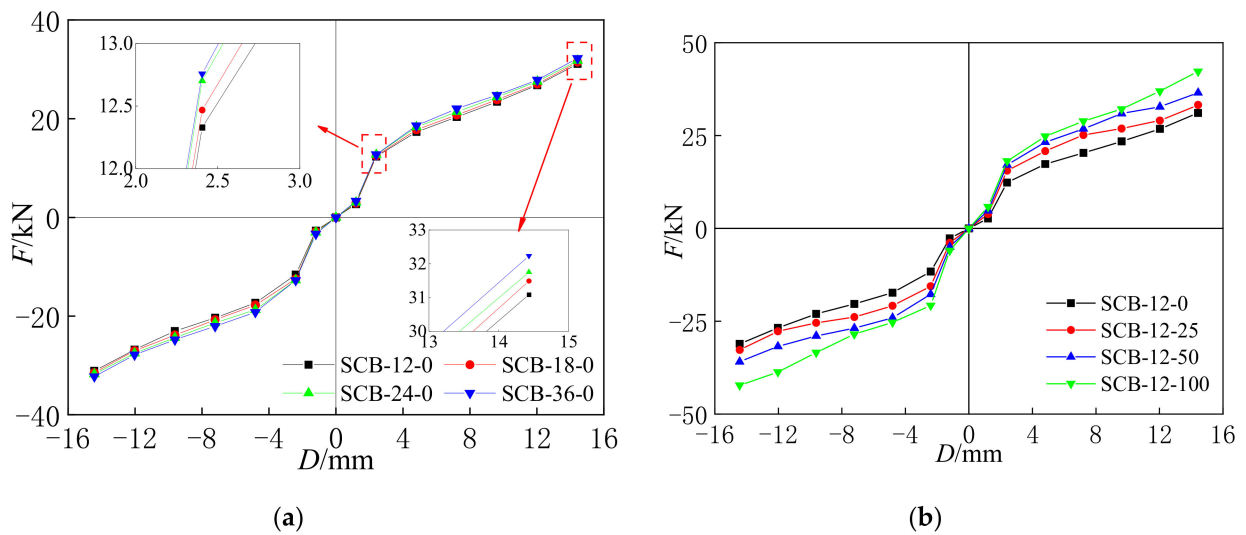 40
20
0
−20
−40
F/kN
−16 −12 −8 −4 0 4 8 12 16
D/mm
13.0
12.5
12.0
2.0 2.5 3.0
33
32
31
30
13 14 15
SCB-12-0 SCB-18-0
SCB-24-0 SCB-36-0
(a)
50
25
0
−25
−50
F/kN
−16 −12 −8 −4 0 4 8 12 16
D/mm
SCB-12-0
SCB-12-25
SCB-12-50
SCB-12-100
(b)